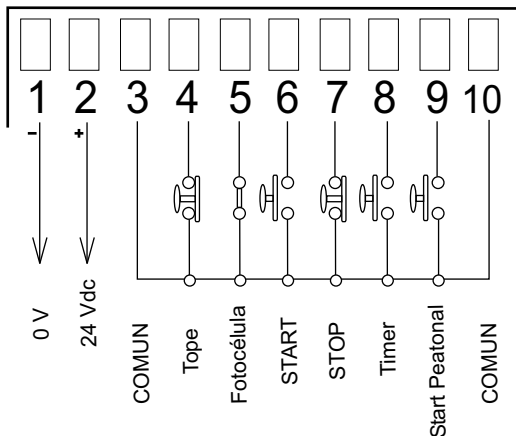 1 2 3 4 5 6 7 8 9 10
- +
0 V
24 Vdc
COMUN
Tope
Fotocélula
START
STOP
Timer
Start Peatonal
COMUN